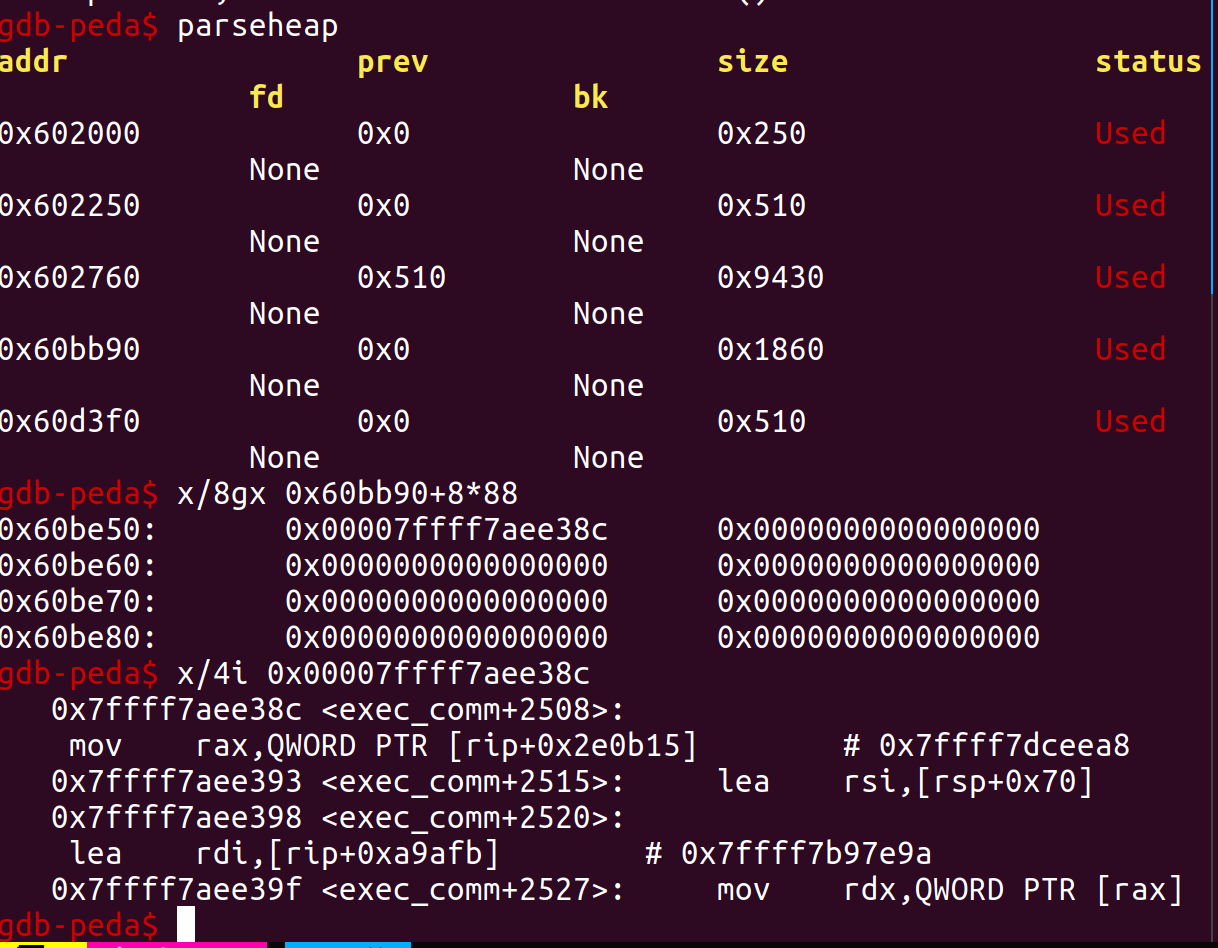 gdb-peda$ parseheap
addr prev size status
fd bk
0x602000 0x0 0x250 Used
None None
0x602250 0x0 0x510 Used
None None
0x602760 0x510 0x9430 Used
None None
0x60bb90 0x0 0x1860 Used
None None
0x60d3f0 0x0 0x510 Used
None None
gdb-peda$ x/8gx 0x60bb90+8*88
0x60be50: 0x00007ffff7aee38c 0x0000000000000000
0x60be60: 0x0000000000000000 0x0000000000000000
0x60be70: 0x0000000000000000 0x0000000000000000
0x60be80: 0x0000000000000000 0x0000000000000000
gdb-peda$ x/4i 0x00007ffff7aee38c
0x7ffff7aee38c <exec_comm+2508>:
mov rax,QWORD PTR [rip+0x2e0b15] # 0x7ffff7dceea8
0x7ffff7aee393 <exec_comm+2515>: lea rsi,[rsp+0x70]
0x7ffff7aee398 <exec_comm+2520>:
lea rdi,[rip+0xa9afb] # 0x7ffff7b97e9a
0x7ffff7aee39f <exec_comm+2527>: mov rdx,QWORD PTR [rax]
gdb-peda$